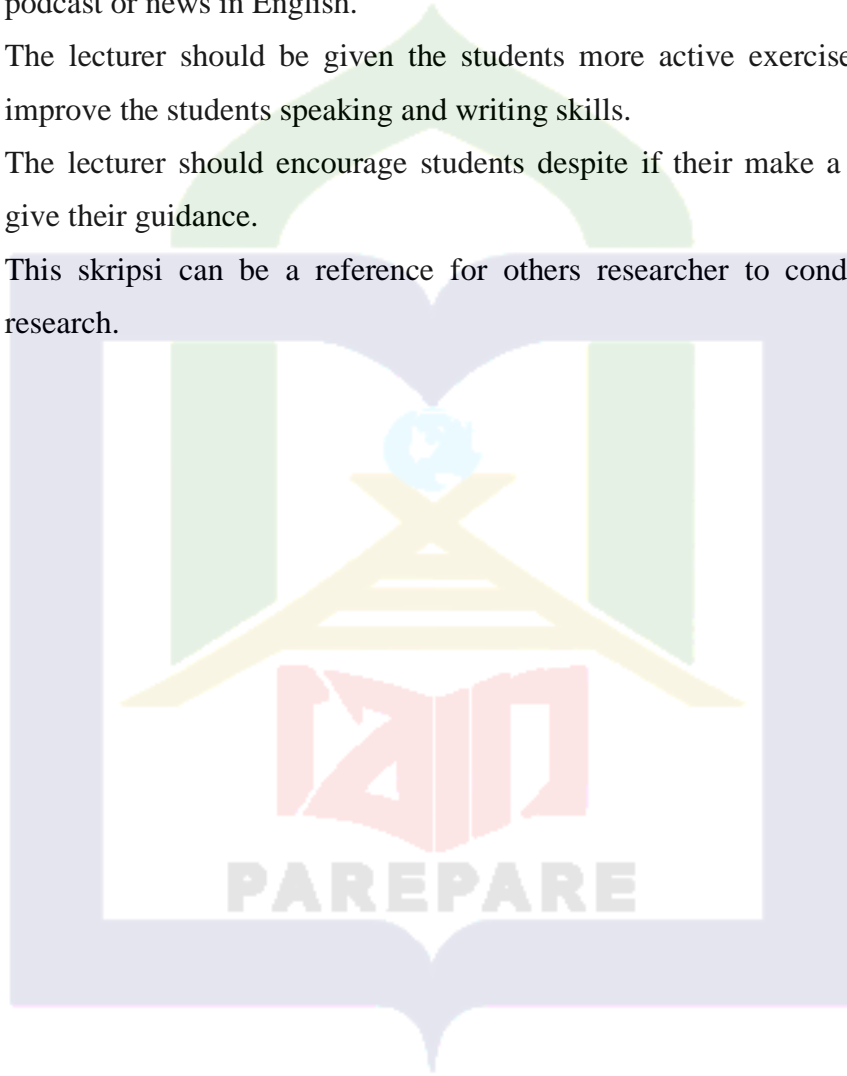 podcast or news in English.
The lecturer should be given the students more active exercise
improve the students speaking and writing skills.
The lecturer should encourage students despite if their make a
give their guidance.
This skripsi can be a reference for others researcher to cond
research.
iain
PAREPARE